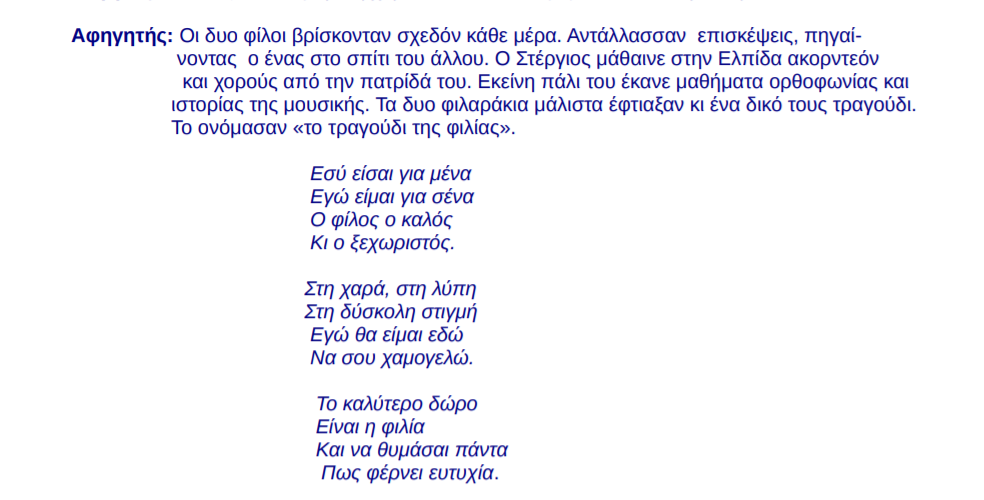 Αφηγητής: Οι δυο φίλοι βρίσκονταν σχεδόν κάθε μέρα. Αντάλλασσαν επισκέψεις, πηγαί-
νοντας ο ένας στο σπίτι του άλλου. Ο Στέργιος μάθαινε στην Ελπίδα ακορντεόν
και χορούς από την πατρίδά του. Εκείνη πάλι του έκανε μαθήματα ορθοφωνίας και
ιστορίας της μουσικής. Τα δυο φιλαράκια μάλιστα έφτιαξαν κι ένα δικό τους τραγούδι.
Το ονόμασαν «το τραγούδι της φιλίας».
Εσύ είσαι για μένα
Εγώ είμαι για σένα
Ο φίλος ο καλός
Κι ο ξεχωριστός.
Στη χαρά, στη λύπη
Στη δύσκολη στιγμή
Εγώ θα είμαι εδώ
Να σου χαμογελώ.
Το καλύτερο δώρο
Είναι η φιλία
Και να θυμάσαι πάντα
Πως φέρνει ευτυχία.